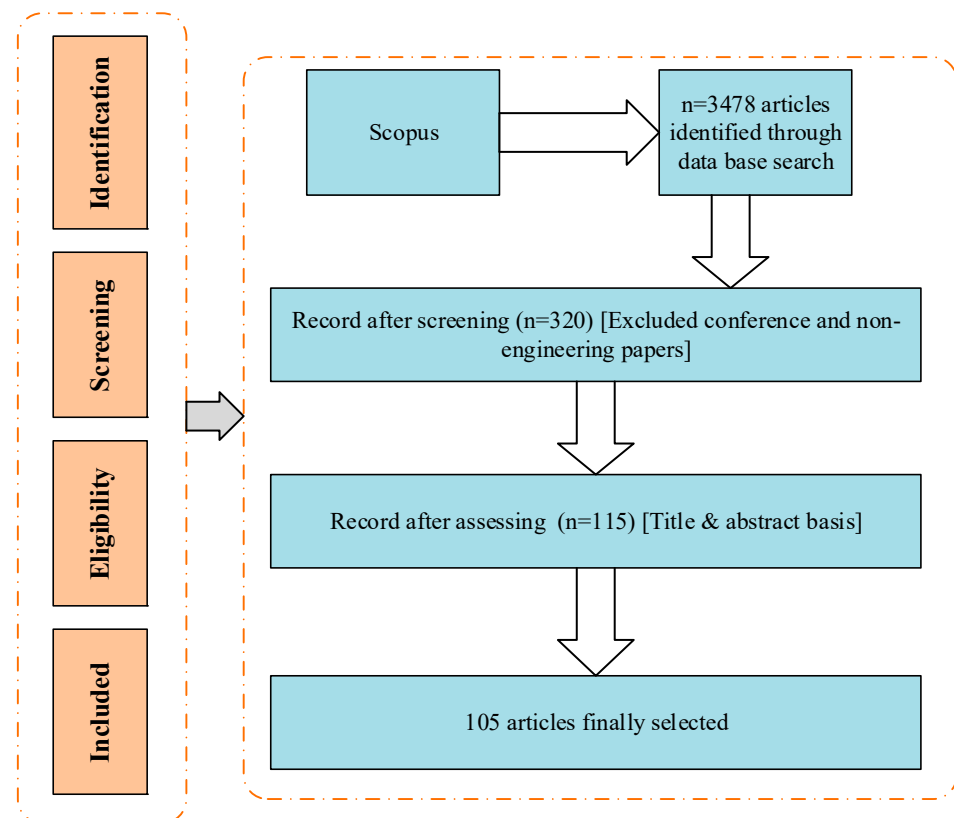 Identification
Screening
Eligibility
Included
Scopus
n=3478 articles
identified through
data base search
Record after screening (n=320) [Excluded conference and non-
engineering papers]
Record after assessing (n=115) [Title & abstract basis]
105 articles finally selected